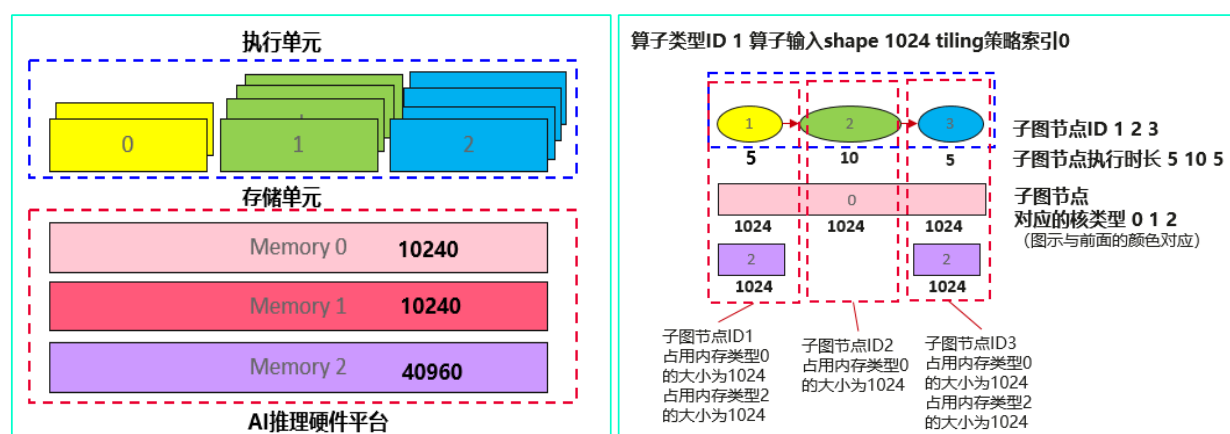 执行单元
0
1
2
存储单元
Memory 0 10240
Memory 1 10240
Memory 2 40960
AI推理硬件平台
算子类型ID 1 算子输入shape 1024 tiling策略索引0
1 2 3
子图节点ID 1 2 3
5 10 5
子图节点执行时长 5 10 5
0
1024 1024 1024
子图节点
对应的核类型 0 1 2
(图示与前面的颜色对应)
2 2
1024 1024
子图节点ID1
占用内存类型0
的大小为1024
占用内存类型2
的大小为1024
子图节点ID2
占用内存类型0
的大小为1024
子图节点ID3
占用内存类型0
的大小为1024
占用内存类型2
的大小为1024